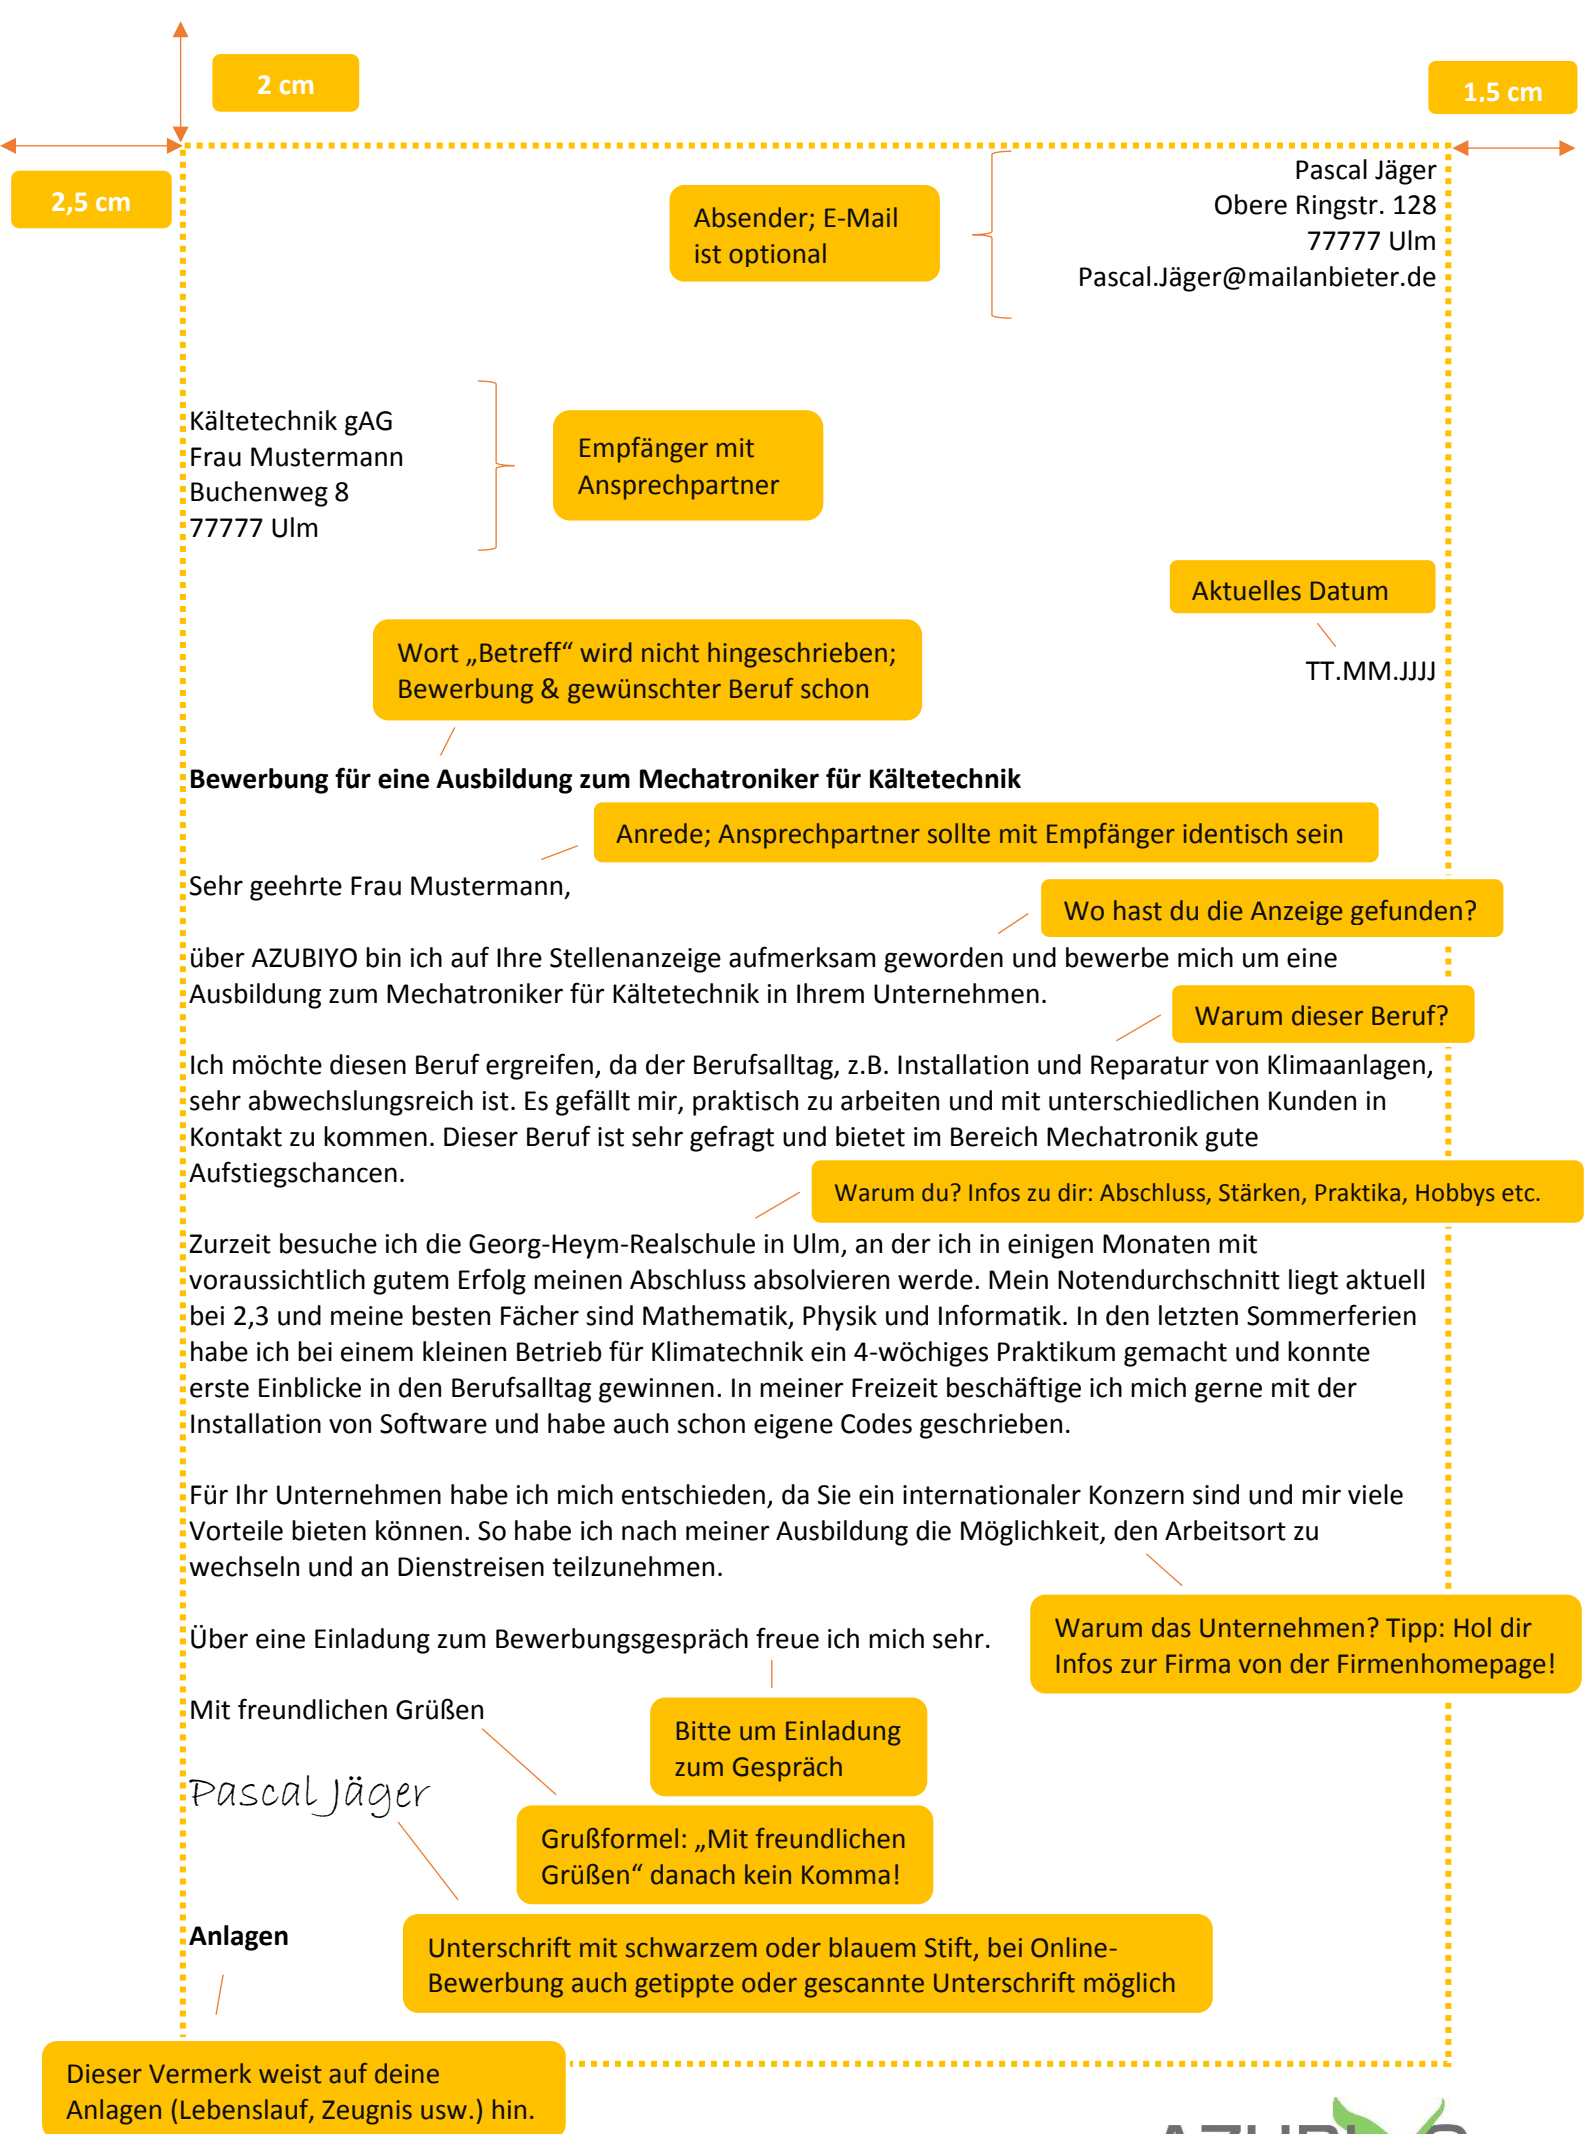 2 cm
1,5 cm
2,5 cm
Absender; E-Mail
ist optional
Pascal Jäger
Obere Ringstr. 128
77777 Ulm
Pascal.Jäger@mailanbieter.de
Kältetechnik gAG
Frau Mustermann
Buchenweg 8
77777 Ulm
Empfänger mit
Ansprechpartner
Aktuelles Datum
TT.MM.JJJJ
Wort „Betreff“ wird nicht hingeschrieben;
Bewerbung & gewünschter Beruf schon
Bewerbung für eine Ausbildung zum Mechatroniker für Kältetechnik
Anrede; Ansprechpartner sollte mit Empfänger identisch sein
Sehr geehrte Frau Mustermann,
Wo hast du die Anzeige gefunden?
über AZUBIYO bin ich auf Ihre Stellenanzeige aufmerksam geworden und bewerbe mich um eine
Ausbildung zum Mechatroniker für Kältetechnik in Ihrem Unternehmen.
Warum dieser Beruf?
Ich möchte diesen Beruf ergreifen, da der Berufsalltag, z.B. Installation und Reparatur von Klimaanlagen,
sehr abwechslungsreich ist. Es gefällt mir, praktisch zu arbeiten und mit unterschiedlichen Kunden in
Kontakt zu kommen. Dieser Beruf ist sehr gefragt und bietet im Bereich Mechatronik gute
Aufstiegschancen.
Warum du? Infos zu dir: Abschluss, Stärken, Praktika, Hobbys etc.
Zurzeit besuche ich die Georg-Heym-Realschule in Ulm, an der ich in einigen Monaten mit
voraussichtlich gutem Erfolg meinen Abschluss absolvieren werde. Mein Notendurchschnitt liegt aktuell
bei 2,3 und meine besten Fächer sind Mathematik, Physik und Informatik. In den letzten Sommerferien
habe ich bei einem kleinen Betrieb für Klimatechnik ein 4-wöchiges Praktikum gemacht und konnte
erste Einblicke in den Berufsalltag gewinnen. In meiner Freizeit beschäftige ich mich gerne mit der
Installation von Software und habe auch schon eigene Codes geschrieben.
Für Ihr Unternehmen habe ich mich entschieden, da Sie ein internationaler Konzern sind und mir viele
Vorteile bieten können. So habe ich nach meiner Ausbildung die Möglichkeit, den Arbeitsort zu
wechseln und an Dienstreisen teilzunehmen.
Warum das Unternehmen? Tipp: Hol dir
Infos zur Firma von der Firmenhomepage!
Über eine Einladung zum Bewerbungsgespräch freue ich mich sehr.
Mit freundlichen Grüßen
Bitte um Einladung
zum Gespräch
Pascal Jäger
Grußformel: „Mit freundlichen
Grüßen“ danach kein Komma!
Anlagen
Unterschrift mit schwarzem oder blauem Stift, bei Online-
Bewerbung auch getippte oder gescannte Unterschrift möglich
Dieser Vermerk weist auf deine
Anlagen (Lebenslauf, Zeugnis usw.) hin.
AZUBIYO